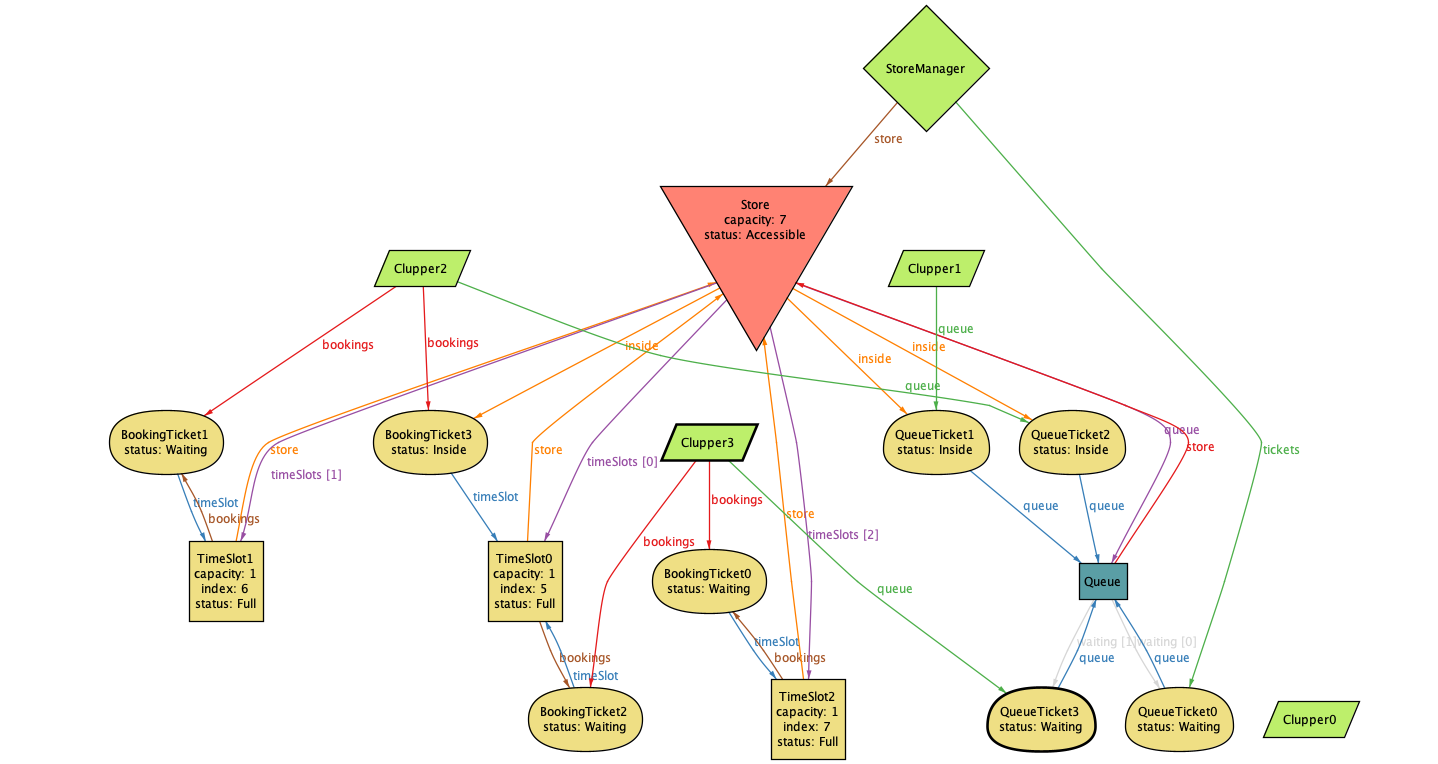 StoreManager
store
Store
capacity: 7
status: Accessible
Clupper2
Clupper1
queue
bookings
bookings
inside
inside
inside
queue
BookingTicket1
status: Waiting
BookingTicket3
status: Inside
Clupper3
QueueTicket1
status: Inside
QueueTicket2
status: Inside
queue
store
tickets
store
store
timeSlots [0]
timeSlots [1]
timeSlot
bookings
timeSlot
bookings
store
queue
queue
timeSlots [2]
bookings
TimeSlot1
capacity: 1
index: 6
status: Full
TimeSlot0
capacity: 1
index: 5
status: Full
BookingTicket0
status: Waiting
queue
Queue
bookings
timeSlot
timeSlot
bookings
waiting [1]
waiting [0]
queue
queue
BookingTicket2
status: Waiting
TimeSlot2
capacity: 1
index: 7
status: Full
QueueTicket3
status: Waiting
QueueTicket0
status: Waiting
Clupper0